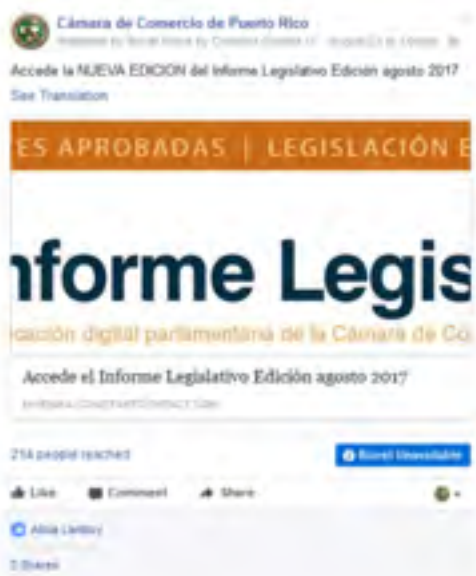 Cámara de Comercio de Puerto Rico
Accede la NUEVA EDICION del Informe Legislativo Edición agosto 2017
See Translation
ES APROBADAS | LEGISLACIÓN E
nforme Legis
cación digital parlamentaria de la Cámara de Co
Accede el Informe Legislativo Edición agosto 2017
214 people reached
Boost Unavailable
Like Comment Share